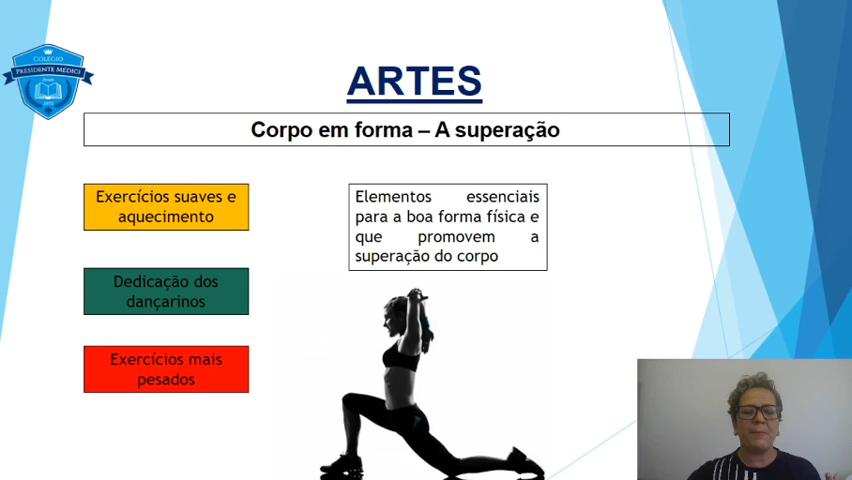 COLÉGIO
PRESIDENTE MÉDICI
ARTES
Corpo em forma – A superação
Exercícios suaves e
aquecimento
Elementos essenciais
para a boa forma física e
que promovem a
superação do corpo
Dedicação dos
dançarinos
Exercícios mais
pesados